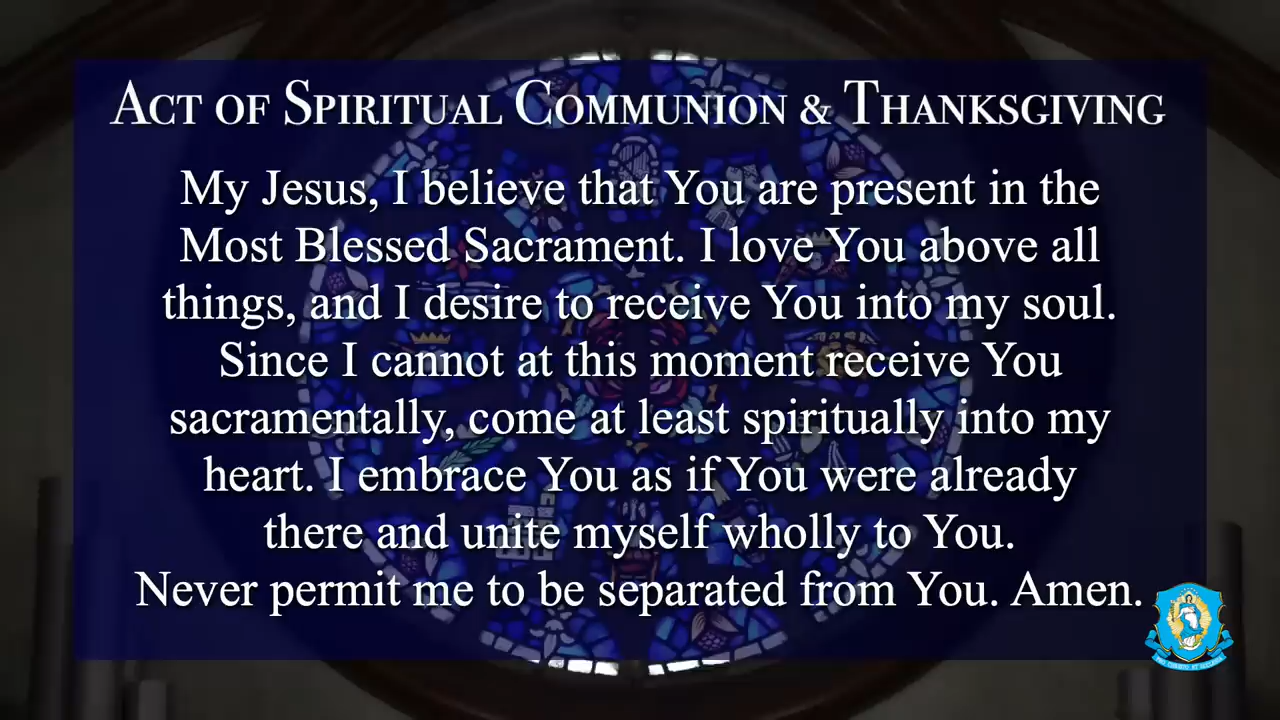 ACT OF SPIRITUAL COMMUNION & THANKSGIVING
My Jesus, I believe that You are present in the
Most Blessed Sacrament. I love You above all
things, and I desire to receive You into my soul.
Since I cannot at this moment receive You
sacramentally, come at least spiritually into my
heart. I embrace You as if You were already
there and unite myself wholly to You.
Never permit me to be separated from You. Amen.